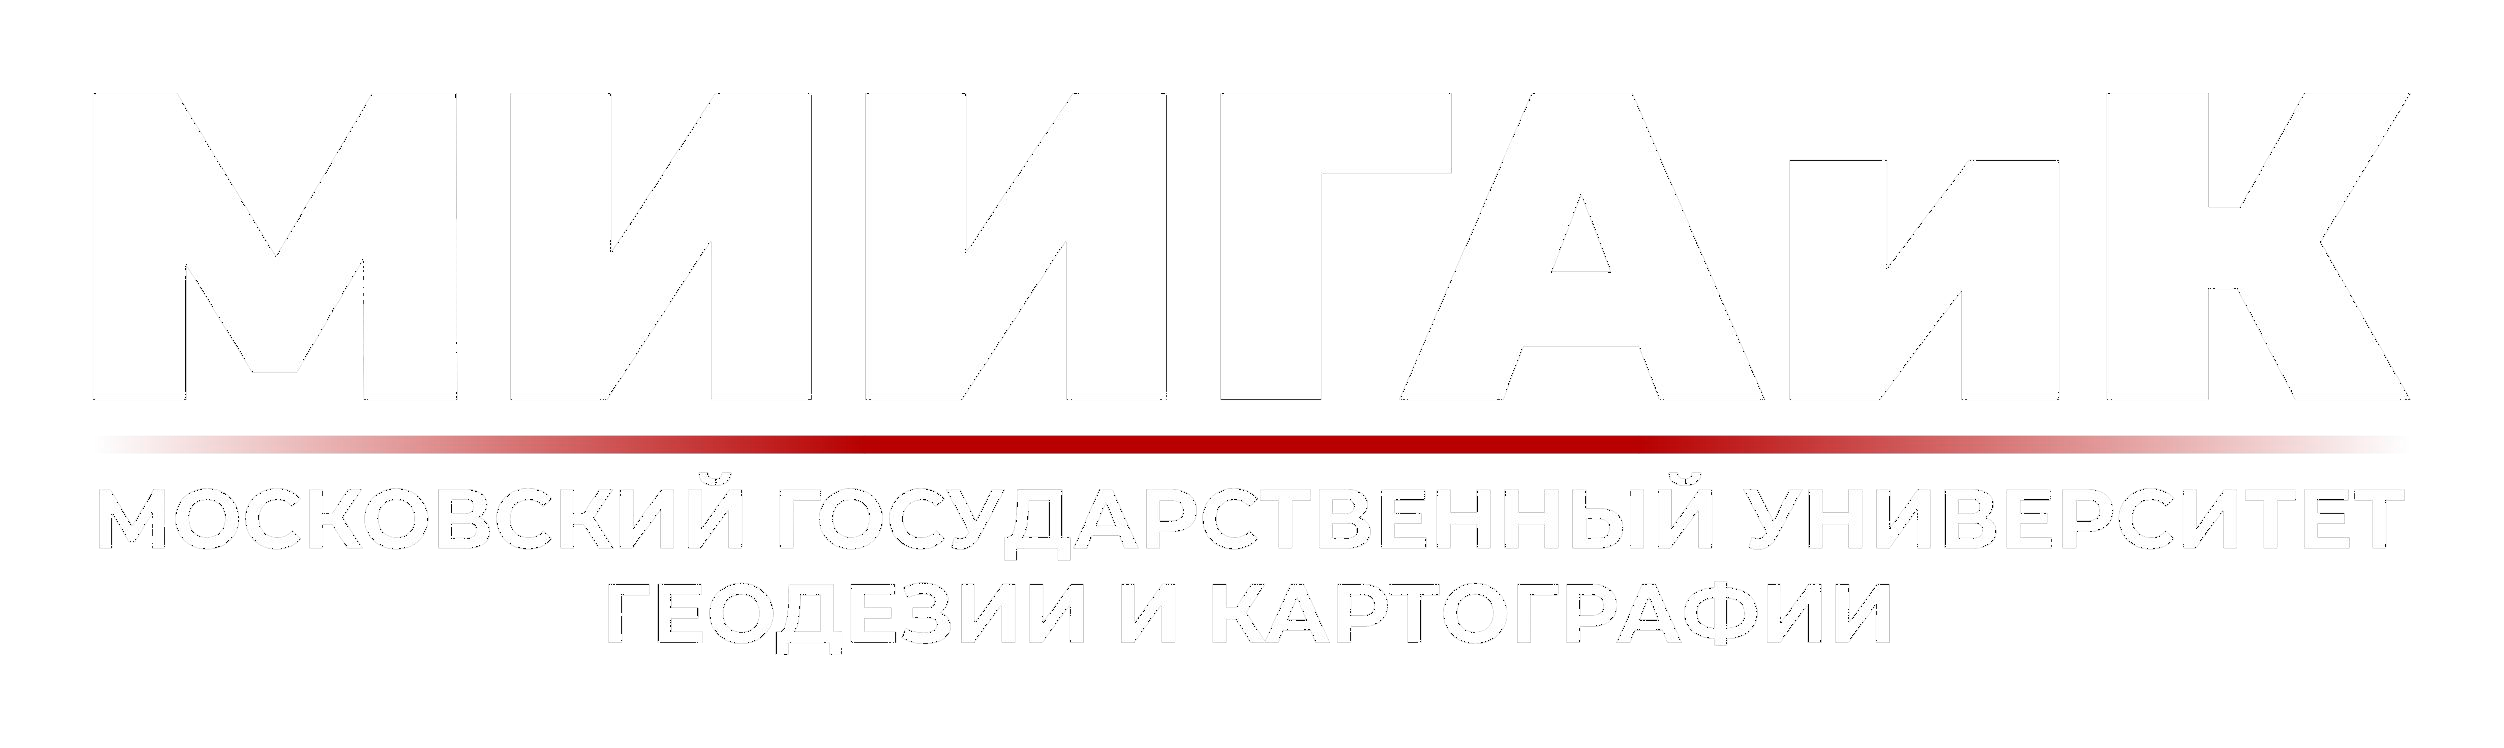 МИИГАиК
МОСКОВСКИЙ ГОСУДАРСТВЕННЫЙ УНИВЕРСИТЕТ
ГЕОДЕЗИИ И КАРТОГРАФИИ